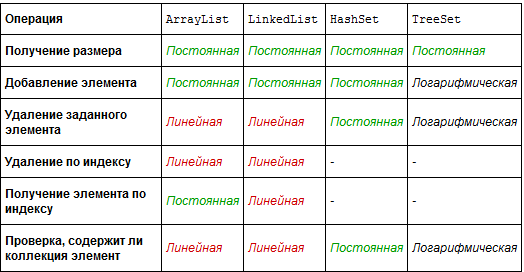 Операция ArrayList LinkedList HashSet TreeSet
Получение размера Постоянная Постоянная Постоянная Постоянная
Добавление элемента Постоянная Постоянная Постоянная Логарифмическая
Удаление заданного
элемента Линейная Линейная Постоянная Логарифмическая
Удаление по индексу Линейная Линейная - -
Получение элемента по
индексу Постоянная Линейная - -
Проверка, содержит ли
коллекция элемент Линейная Линейная Постоянная Логарифмическая